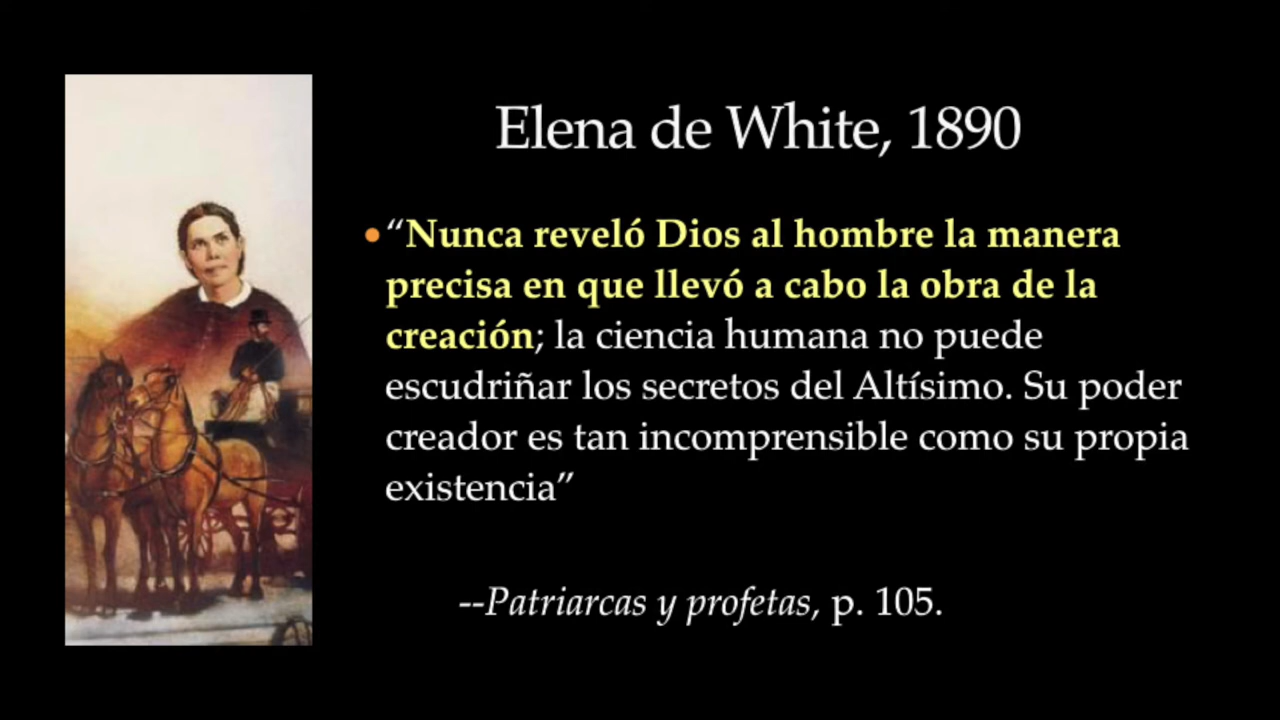 Elena de White, 1890
•“Nunca reveló Dios al hombre la manera
precisa en que llevó a cabo la obra de la
creación; la ciencia humana no puede
escudriñar los secretos del Altísimo. Su poder
creador es tan incomprensible como su propia
existencia”
--Patriarcas y profetas, p. 105.